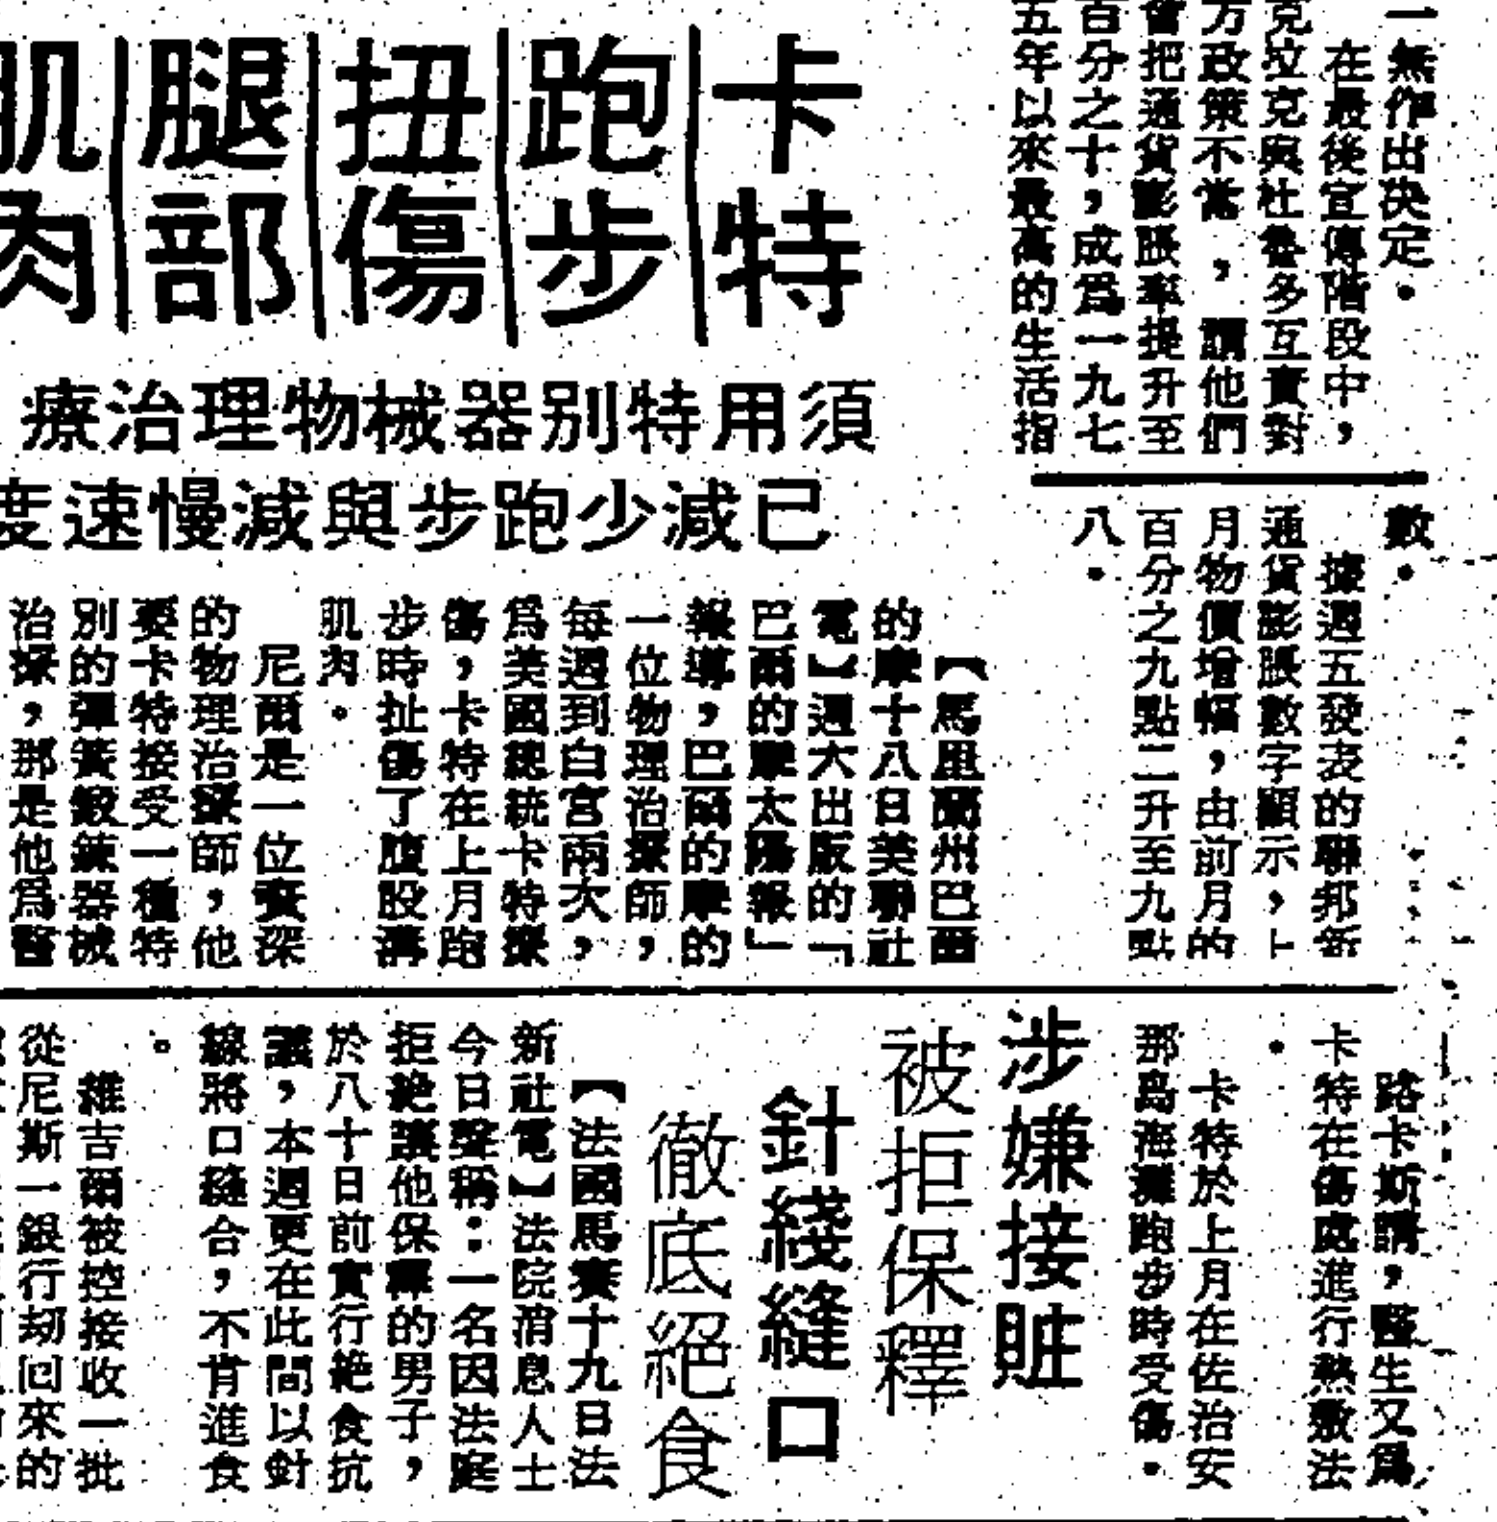 一無作出決定。
在最後宣傳階段中，
克坟克與杜魯多互責對
方政策不當，謂他們
曾把通貨膨脹率提升至
百分之十，成爲一九七
五年以來最高的生活指
數。
據週五發表的聯邦新
通貨膨脹數字顯示，上
月物價增幅，由前月的
百分之九點二升至九點
八。
卡特
跑步
扭傷
腿部
肌肉
須用特別器械物理治療
已減少跑步與減慢速度
【馬里蘭州巴爾
的摩十八日美聯社
電】週六出版的「
巴爾的摩太陽報」
報導，巴爾的摩的
一位物理治療師，
每週到白宮兩次，
爲美國總統卡特療
傷，卡特在上月跑
步時扯傷了腹股溝
肌肉。
尼爾是一位資深
的物理治療師，他
要卡特接受一種特
別的彈簧鍛鍊器械
治療，那是他爲醫
路卡斯謂，醫生又爲
卡特在傷處進行熱敷法
。
卡特於上月在佐治安
那島海灘跑步時受傷。
涉嫌接賍
被拒保釋
針綫縫口
徹底絕食
【法國馬賽十九日法
新社電】法院消息人士
今日聲稱：一名因法庭
拒絶讓他保釋的男子，
於八十日前實行絶食抗
議，本週更在此間以針
線將口縫合，不肯進食
。
維吉爾被控接收一批
從尼斯一銀行刧回來的